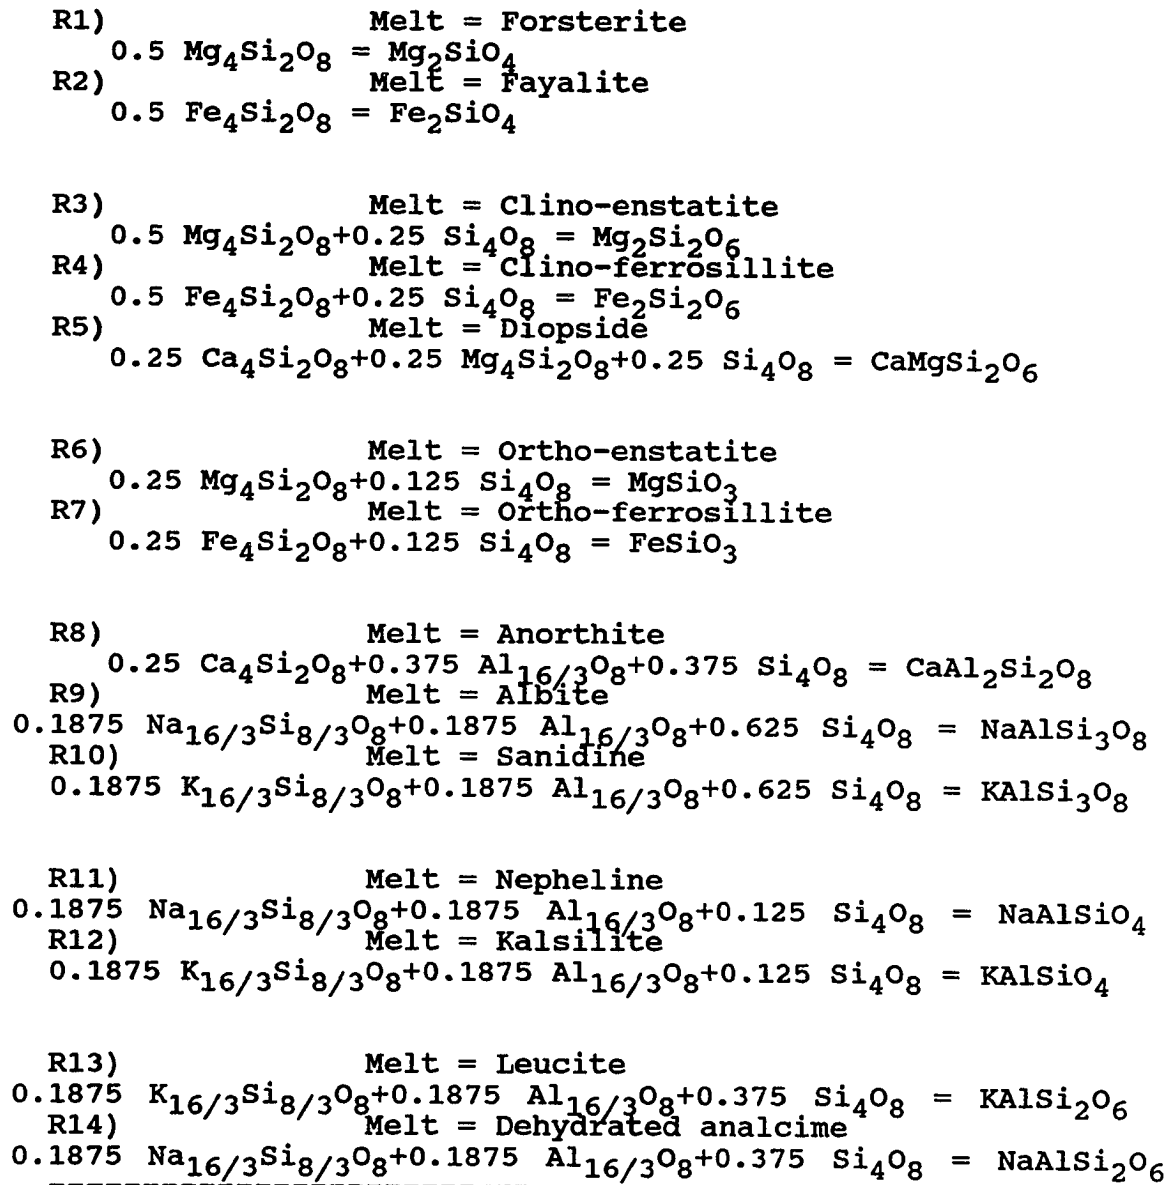 R1) Melt = Forsterite
0.5 Mg₄Si₂O₈ = Mg₂SiO₄
R2) Melt = Fayalite
0.5 Fe₄Si₂O₈ = Fe₂SiO₄
R3) Melt = Clino-enstatite
0.5 Mg₄Si₂O₈+0.25 Si₄O₈ = Mg₂Si₂O₆
R4) Melt = Clino-ferrosillite
0.5 Fe₄Si₂O₈+0.25 Si₄O₈ = Fe₂Si₂O₆
R5) Melt = Diopside
0.25 Ca₄Si₂O₈+0.25 Mg₄Si₂O₈+0.25 Si₄O₈ = CaMgSi₂O₆
R6) Melt = Ortho-enstatite
0.25 Mg₄Si₂O₈+0.125 Si₄O₈ = MgSiO₃
R7) Melt = Ortho-ferrosillite
0.25 Fe₄Si₂O₈+0.125 Si₄O₈ = FeSiO₃
R8) Melt = Anorthite
0.25 Ca₄Si₂O₈+0.375 Al₁₆/₃O₈+0.375 Si₄O₈ = CaAl₂Si₂O₈
R9) Melt = Albite
0.1875 Na₁₆/₃Si₈/₃O₈+0.1875 Al₁₆/₃O₈+0.625 Si₄O₈ = NaAlSi₃O₈
R10) Melt = Sanidine
0.1875 K₁₆/₃Si₈/₃O₈+0.1875 Al₁₆/₃O₈+0.625 Si₄O₈ = KAlSi₃O₈
R11) Melt = Nepheline
0.1875 Na₁₆/₃Si₈/₃O₈+0.1875 Al₁₆/₃O₈+0.125 Si₄O₈ = NaAlSiO₄
R12) Melt = Kalsilite
0.1875 K₁₆/₃Si₈/₃O₈+0.1875 Al₁₆/₃O₈+0.125 Si₄O₈ = KAlSiO₄
R13) Melt = Leucite
0.1875 K₁₆/₃Si₈/₃O₈+0.1875 Al₁₆/₃O₈+0.375 Si₄O₈ = KAlSi₂O₆
R14) Melt = Dehydrated analcime
0.1875 Na₁₆/₃Si₈/₃O₈+0.1875 Al₁₆/₃O₈+0.375 Si₄O₈ = NaAlSi₂O₆